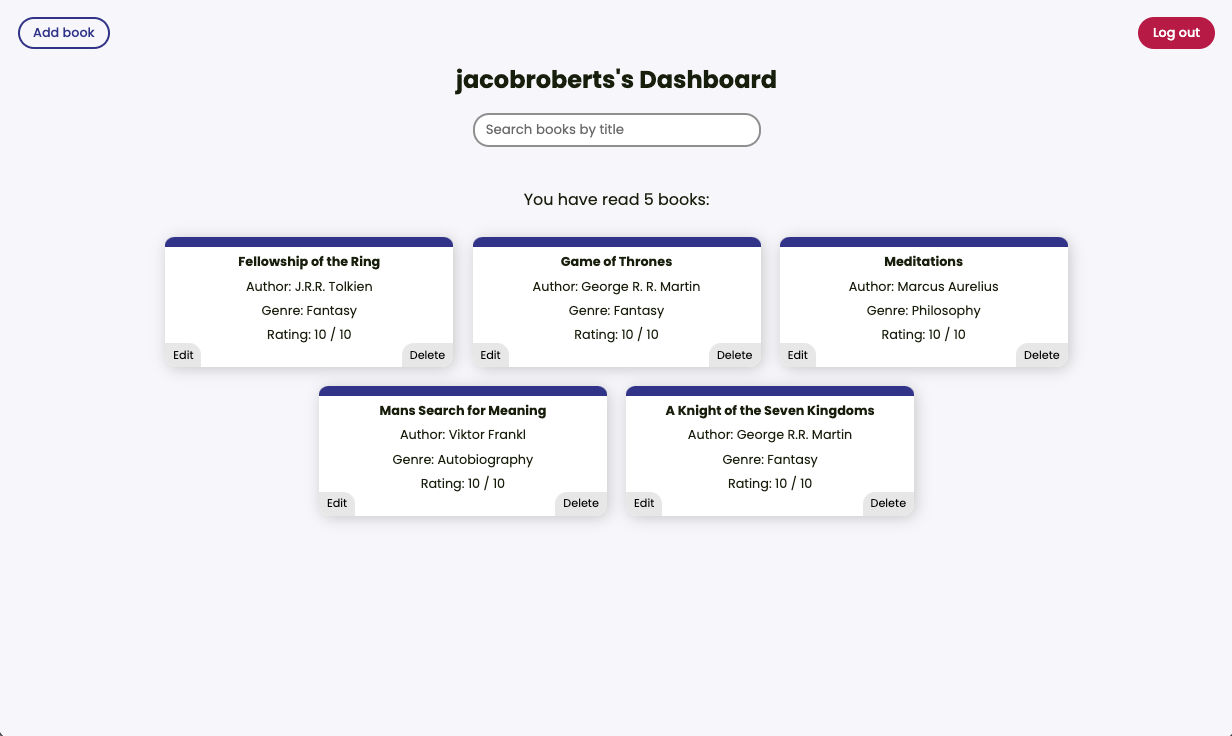 Add book
Log out
jacobroberts's Dashboard
Search books by title
You have read 5 books:
Fellowship of the Ring
Author: J.R.R. Tolkien
Genre: Fantasy
Rating: 10 / 10
Edit
Delete
Game of Thrones
Author: George R. R. Martin
Genre: Fantasy
Rating: 10 / 10
Edit
Delete
Meditations
Author: Marcus Aurelius
Genre: Philosophy
Rating: 10 / 10
Edit
Delete
Mans Search for Meaning
Author: Viktor Frankl
Genre: Autobiography
Rating: 10 / 10
Edit
Delete
A Knight of the Seven Kingdoms
Author: George R.R. Martin
Genre: Fantasy
Rating: 10 / 10
Edit
Delete